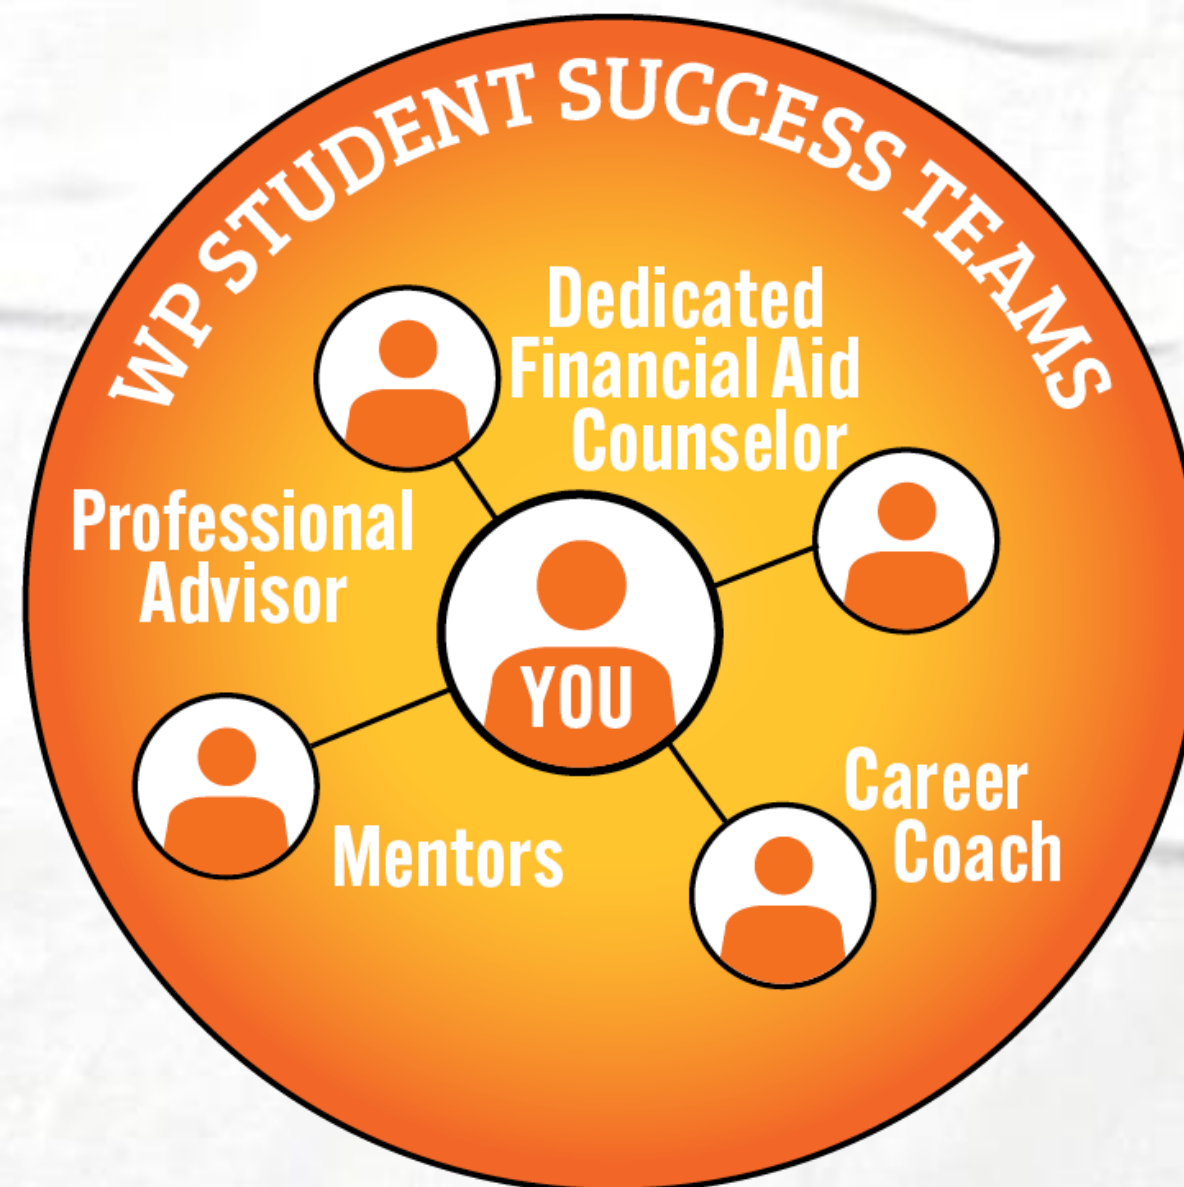 WP STUDENT SUCCESS TEAMS
Dedicated
Financial Aid
Counselor
Professional
Advisor
YOU
Career
Coach
Mentors